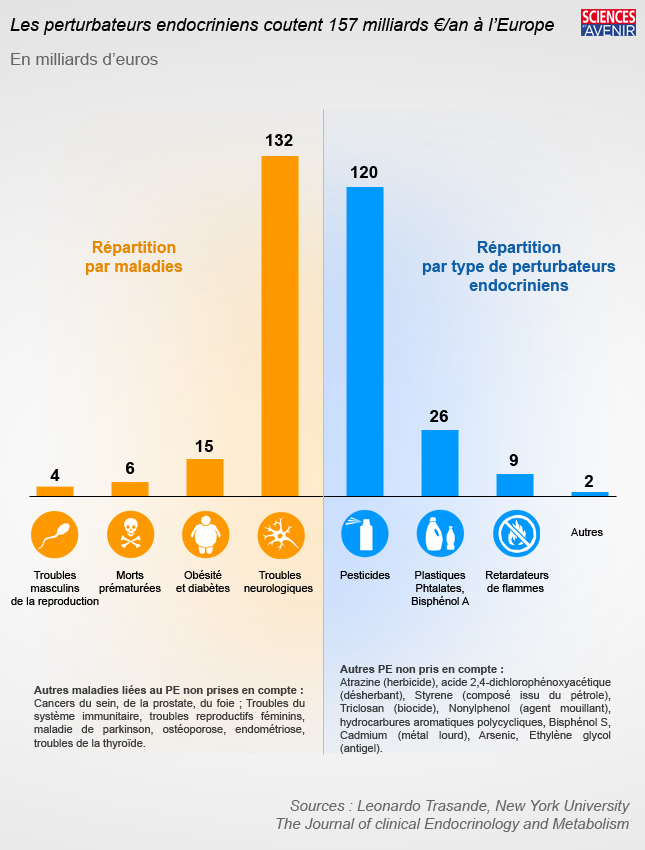 Les perturbateurs endocriniens coutent 157 milliards €/an à l'Europe
SCIENCES
ET AVENIR
En milliards d'euros
132
120
Répartition
par maladies
Répartition
par type de perturbateurs
endocriniens
4
6
15
26
9
2
Troubles
masculins
de la reproduction
Morts
prématurées
Obésité
et diabètes
Troubles
neurologiques
Pesticides
Plastiques
Phtalates,
Bisphénol A
Retardateurs
de flammes
Autres
Autres maladies liées au PE non prises en compte :
Cancers du sein, de la prostate, du foie ; Troubles du
système immunitaire, troubles reproductifs féminins,
maladie de parkinson, ostéoporose, endométriose,
troubles de la thyroïde.
Autres PE non pris en compte :
Atrazine (herbicide), acide 2,4-dichlorophénoxyacétique
(désherbant), Styrene (composé issu du pétrole),
Triclosan (biocide), Nonylphenol (agent mouillant),
hydrocarbures aromatiques polycycliques, Bisphénol S,
Cadmium (métal lourd), Arsenic, Ethylène glycol
(antigel).
Sources : Leonardo Trasande, New York University
The Journal of clinical Endocrinology and Metabolism